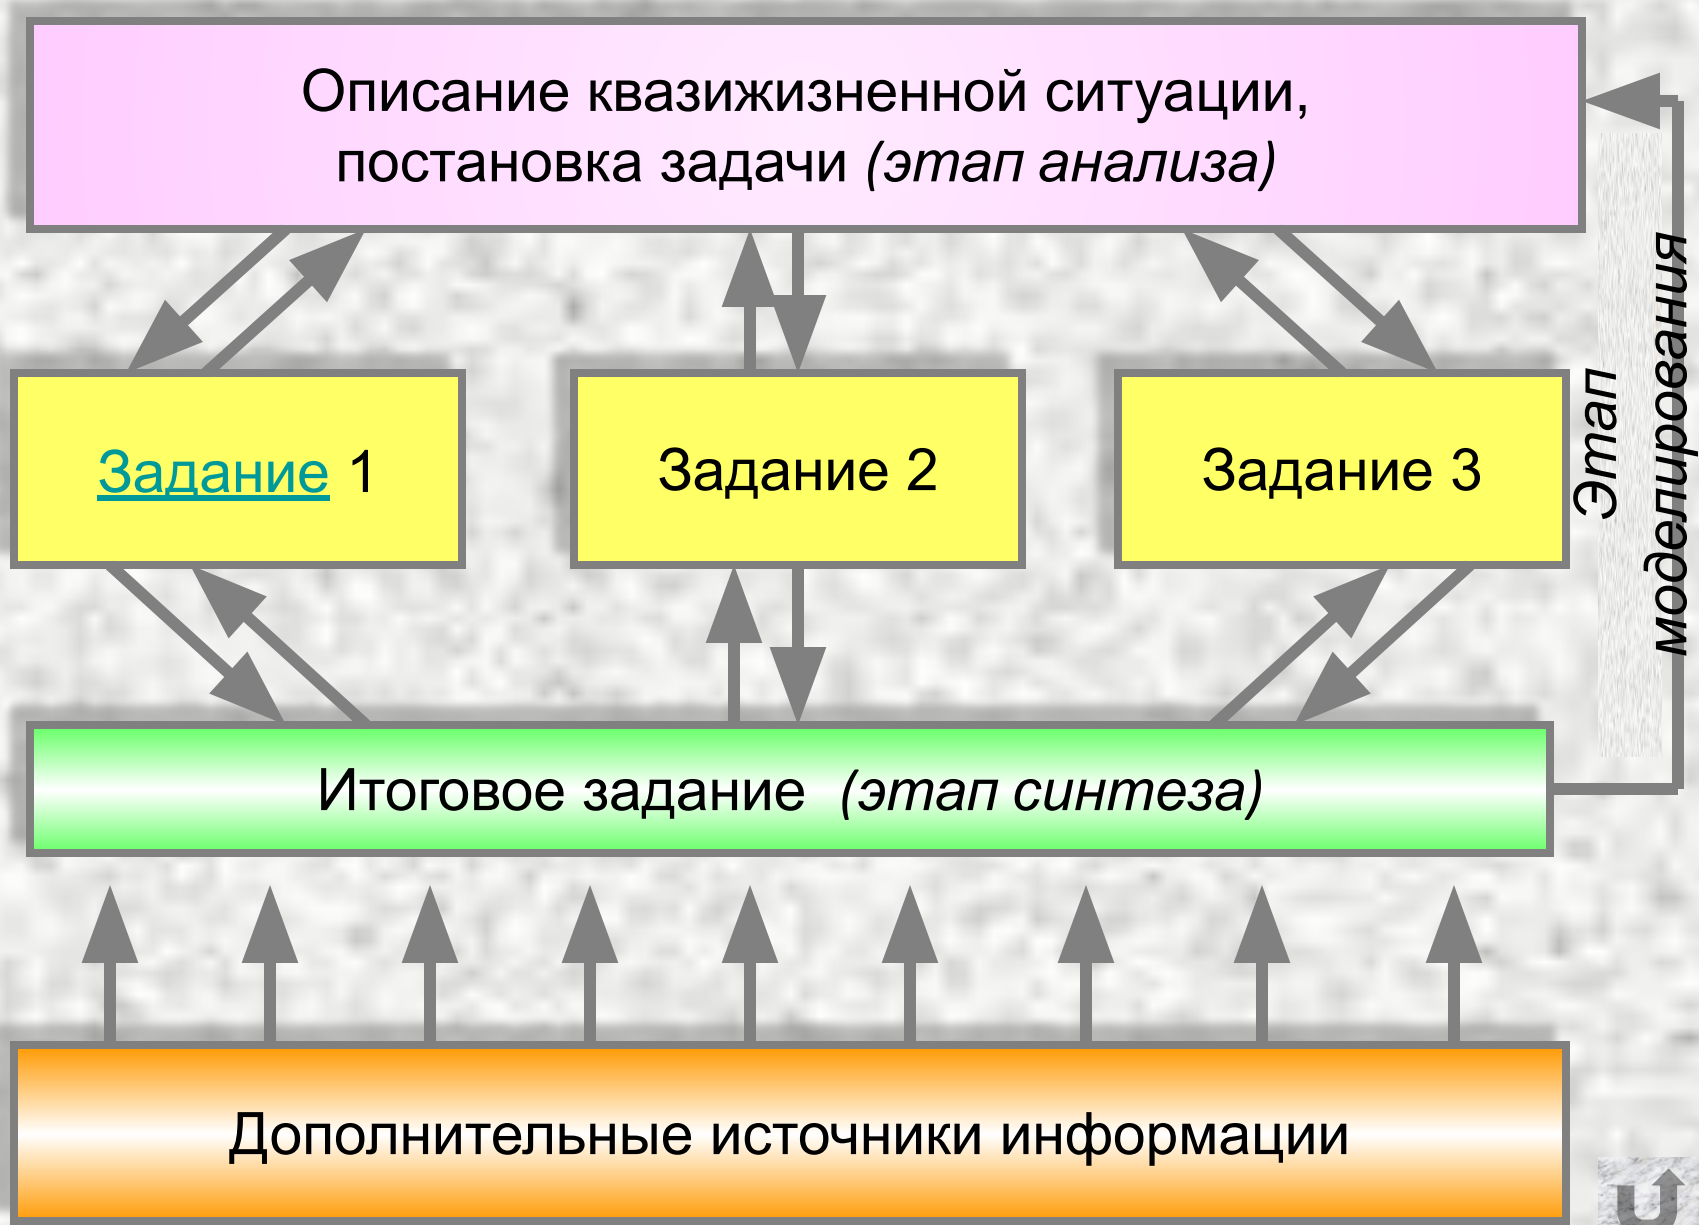 Описание квазижизненной ситуации,
постановка задачи (этап анализа)
Задание 1
Задание 2
Задание 3
Этап
моделирования
Итоговое задание (этап синтеза)
Дополнительные источники информации